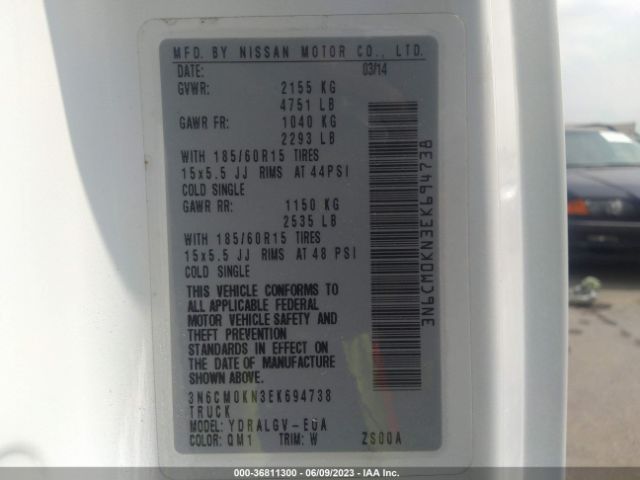 MFD. BY NISSAN MOTOR CO., LTD.
DATE: 03/14
GVWR: 2155 KG
4751 LB
GAWR FR: 1040 KG
2293 LB
WITH 185/60R15 TIRES
15x5.5 JJ RIMS AT 44PSI
COLD SINGLE
GAWR RR: 1150 KG
2535 LB
WITH 185/60R15 TIRES
15x5.5 JJ RIMS AT 48 PSI
COLD SINGLE
THIS VEHICLE CONFORMS TO
ALL APPLICABLE FEDERAL
MOTOR VEHICLE SAFETY AND
THEFT PREVENTION
STANDARDS IN EFFECT ON
THE DATE OF MANUFACTURE
SHOWN ABOVE.
3N6CM0KN3EK694738
TRUCK
MODEL: YDRALGV-EUA
COLOR: QM1 TRIM: W ZS00A
3N6CM0KN3EK694738
000-36811300 - 06/09/2023 - IAAI.com